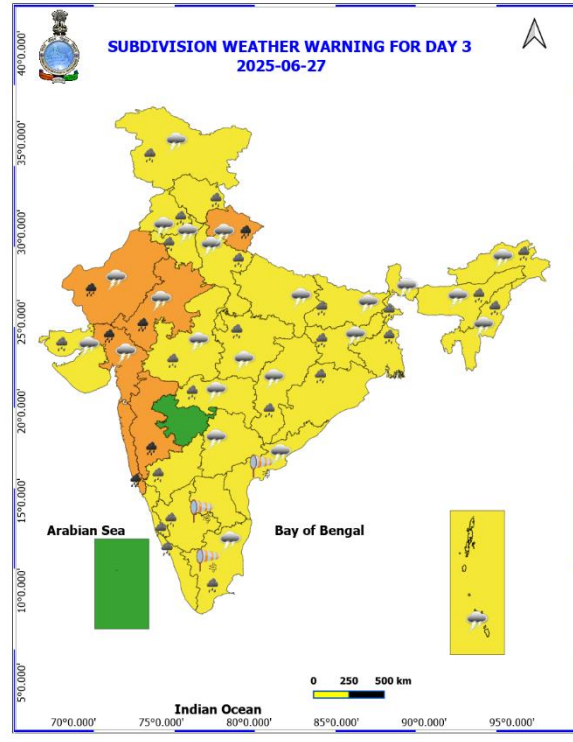 SUBDIVISION WEATHER WARNING FOR DAY 3
2025-06-27
40°0.000'
35°0.000'
30°0.000'
25°0.000'
20°0.000'
15°0.000'
10°0.000'
5°0.000'
Arabian Sea
Bay of Bengal
0 250 500 km
Indian Ocean
70°0.000' 75°0.000' 80°0.000' 85°0.000' 90°0.000' 95°0.000'